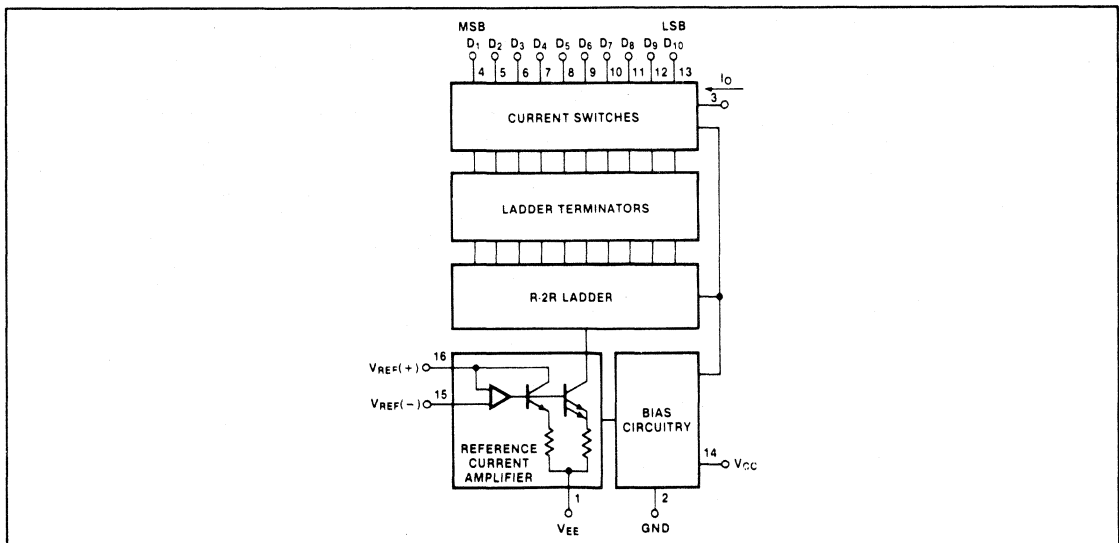 MSB LSB
D1 D2 D3 D4 D5 D6 D7 D8 D9 D10
4 5 6 7 8 9 10 11 12 13
IO
3
CURRENT SWITCHES
LADDER TERMINATORS
R-2R LADDER
VREF(+) 16
VREF(-) 15
REFERENCE
CURRENT
AMPLIFIER
BIAS
CIRCUITRY
14
VCC
1
2
VEE
GND